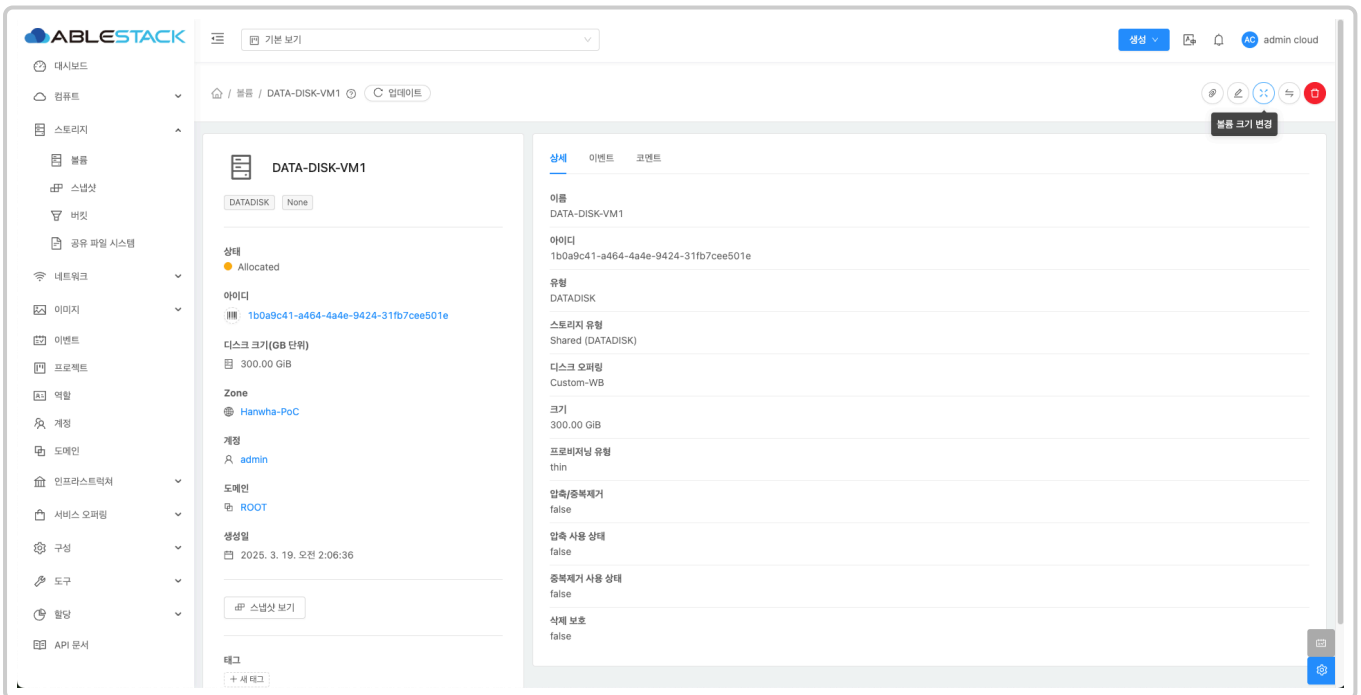 ABLESTACK
기본 보기
생성
AC
admin cloud
대시보드
컴퓨트
스토리지
볼륨
스냅샷
버킷
공유 파일 시스템
네트워크
이미지
이벤트
프로젝트
역할
계정
도메인
인프라스트럭쳐
서비스 오퍼링
구성
도구
할당
API 문서
/ 볼륨 / DATA-DISK-VM1
업데이트
볼륨 크기 변경
DATA-DISK-VM1
DATADISK
None
상태
Allocated
아이디
1b0a9c41-a464-4a4e-9424-31fb7cee501e
디스크 크기(GB 단위)
300.00 GiB
Zone
Hanwha-PoC
계정
admin
도메인
ROOT
생성일
2025. 3. 19. 오전 2:06:36
스냅샷 보기
태그
+ 새 태그
상세
이벤트
코멘트
이름
DATA-DISK-VM1
아이디
1b0a9c41-a464-4a4e-9424-31fb7cee501e
유형
DATADISK
스토리지 유형
Shared (DATADISK)
디스크 오퍼링
Custom-WB
크기
300.00 GiB
프로비저닝 유형
thin
압축/중복제거
false
압축 사용 상태
false
중복제거 사용 상태
false
삭제 보호
false